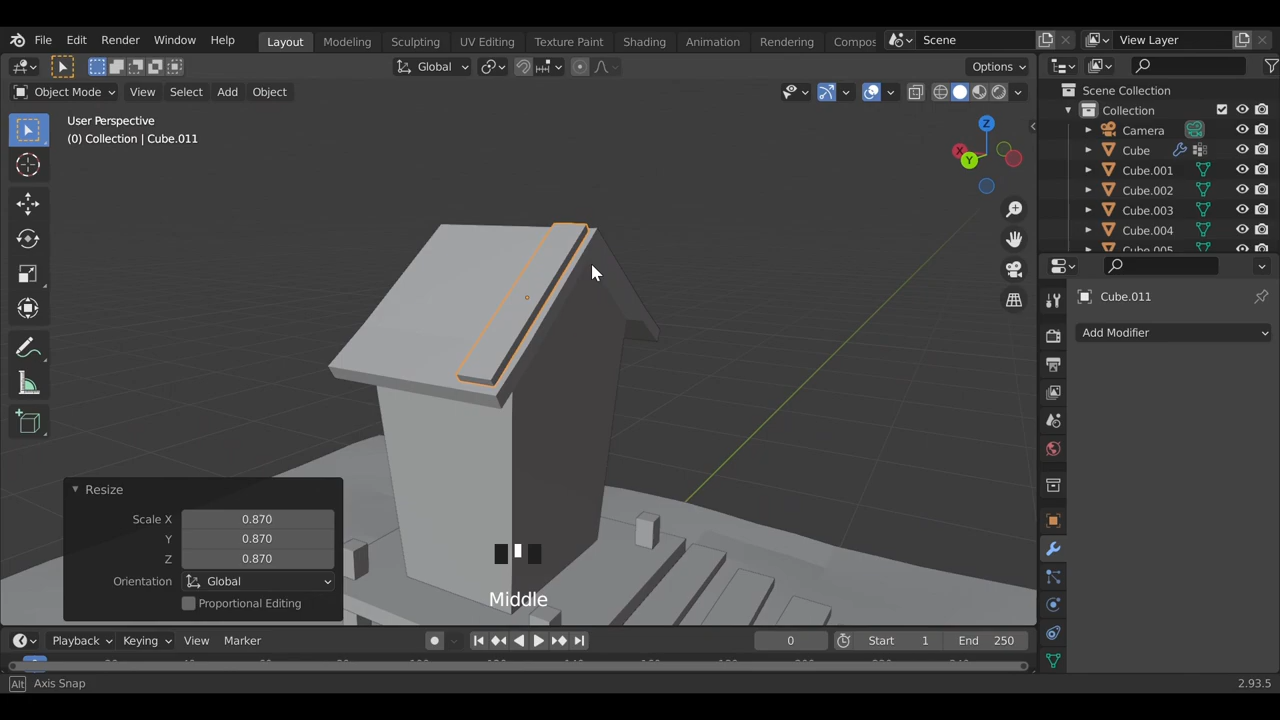 File Edit Render Window Help Layout Modeling Sculpting UV Editing Texture Paint Shading Animation Rendering Compos Scene View Layer
Global Options
Object Mode View Select Add Object
User Perspective
(0) Collection | Cube.011
Z
X
Y
Scene Collection
Collection
Camera
Cube
Cube.001
Cube.002
Cube.003
Cube.004
Cube.005
Cube.011
Add Modifier
Resize
Scale X 0.870
Y 0.870
Z 0.870
Orientation Global
Proportional Editing
Middle
Playback Keying View Marker 0 Start 1 End 250
Alt Axis Snap 2.93.5